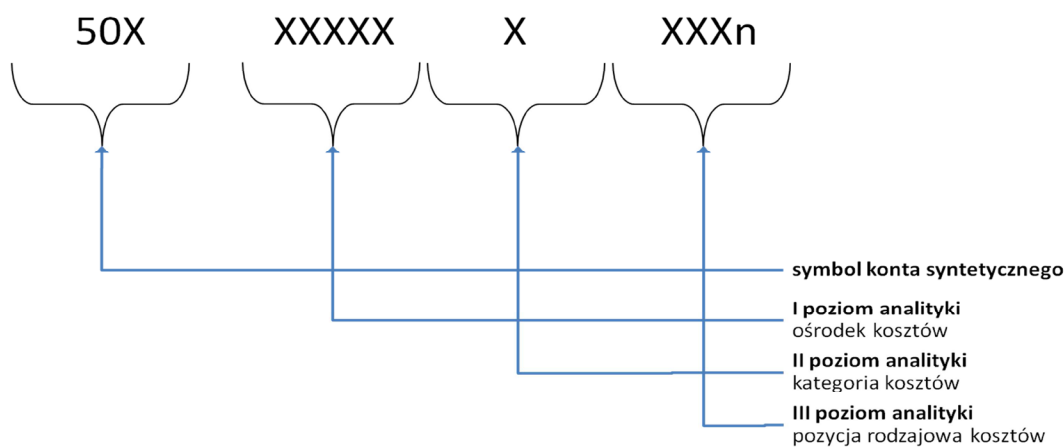 50X XXXXX X XXXn
symbol konta syntetycznego
I poziom analityki
ośrodek kosztów
II poziom analityki
kategoria kosztów
III poziom analityki
pozycja rodzajowa kosztów